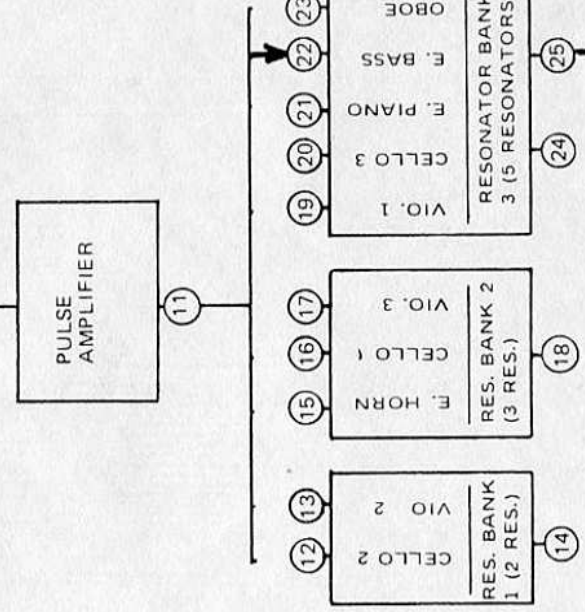 PULSE
AMPLIFIER
11
23
22
21
20
19
OBOE
E. BASS
E. PIANO
CELLO 3
VIO. 1
RESONATOR BANK
3 (5 RESONATORS
25
24
17
16
15
VIO. 3
CELLO 1
E. HORN
RES. BANK 2
(3 RES.)
18
13
12
VIO 2
CELLO 2
RES. BANK
1 (2 RES.)
14